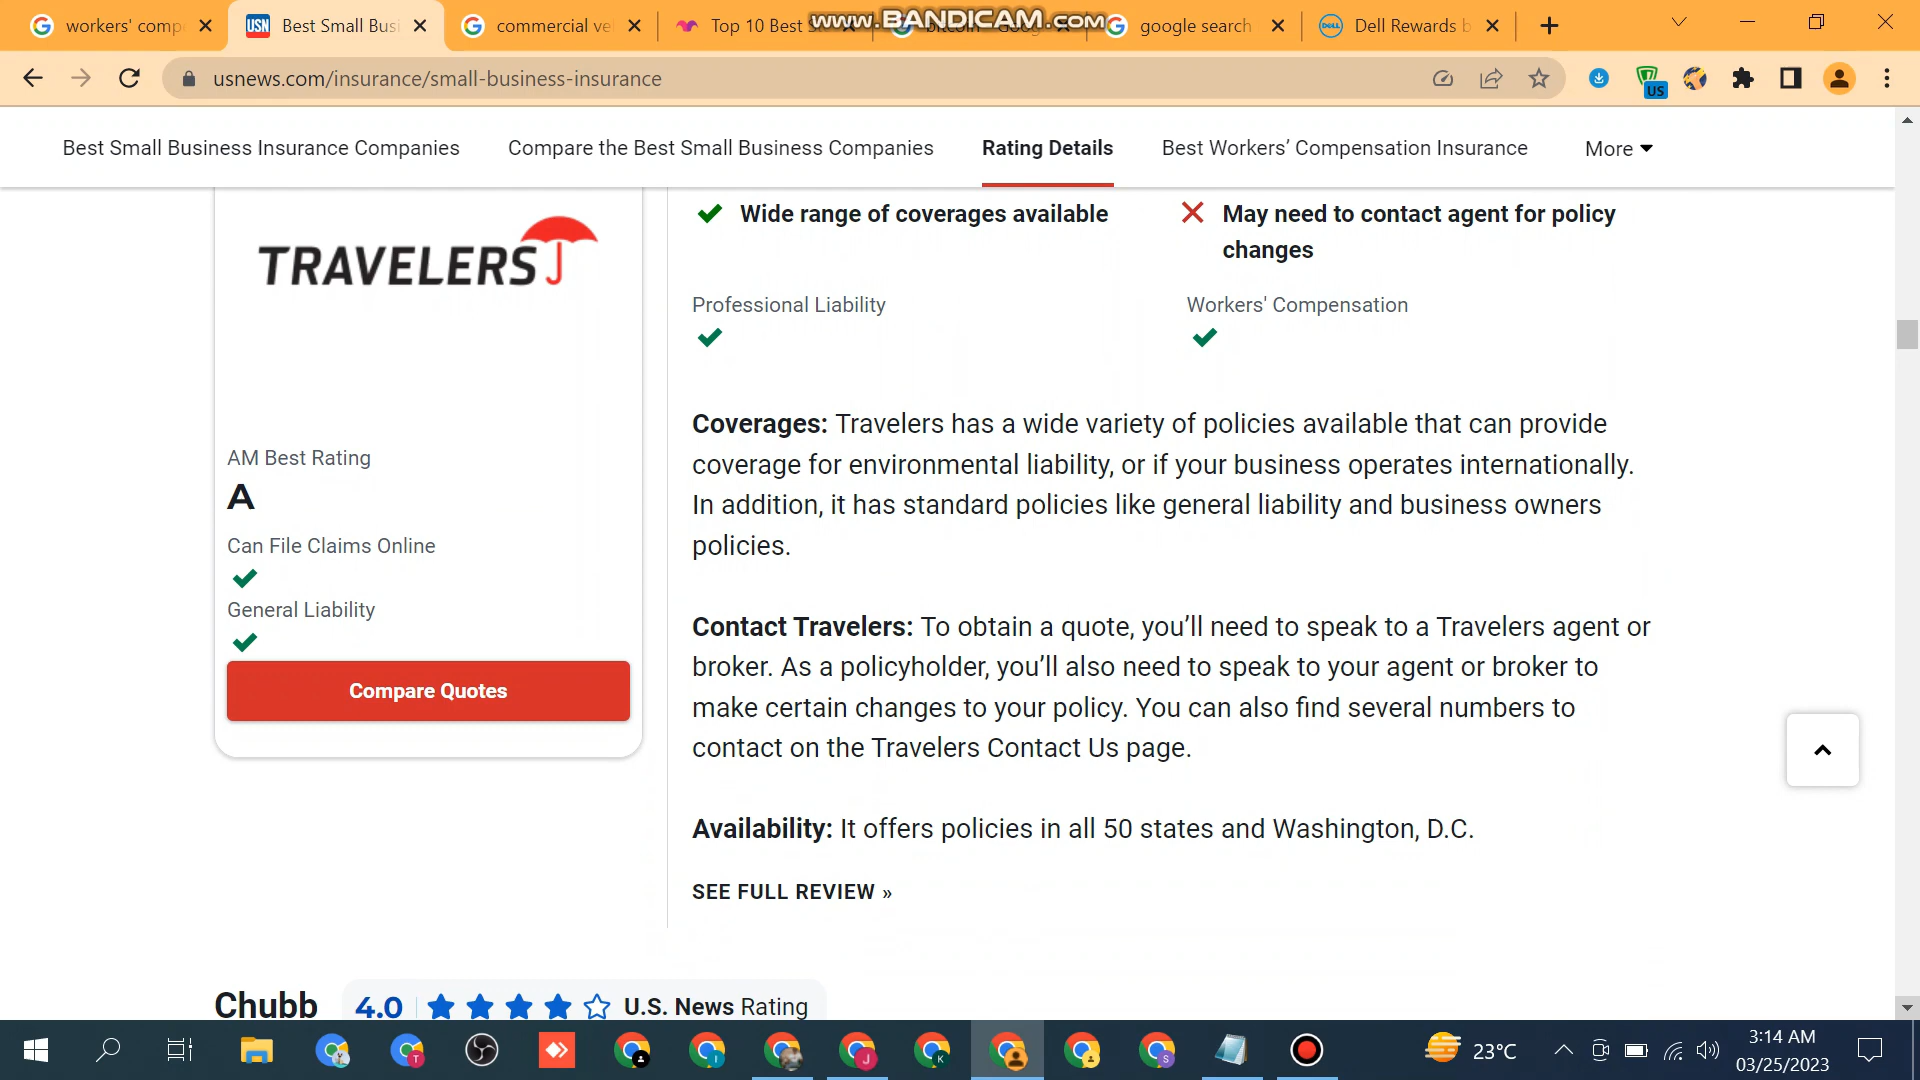 workers' comp
Best Small Busi
commercial ve
Top 10 Best S
www.BANDICAM.com
google search
Dell Rewards b
usnews.com/insurance/small-business-insurance
US
Best Small Business Insurance Companies
Compare the Best Small Business Companies
Rating Details
Best Workers’ Compensation Insurance
More
TRAVELERS
AM Best Rating
A
Can File Claims Online
General Liability
Compare Quotes
Wide range of coverages available
May need to contact agent for policy
changes
Professional Liability
Workers' Compensation
Coverages: Travelers has a wide variety of policies available that can provide
coverage for environmental liability, or if your business operates internationally.
In addition, it has standard policies like general liability and business owners
policies.
Contact Travelers: To obtain a quote, you’ll need to speak to a Travelers agent or
broker. As a policyholder, you’ll also need to speak to your agent or broker to
make certain changes to your policy. You can also find several numbers to
contact on the Travelers Contact Us page.
Availability: It offers policies in all 50 states and Washington, D.C.
SEE FULL REVIEW »
Chubb
4.0
U.S. News Rating
23°C
3:14 AM
03/25/2023